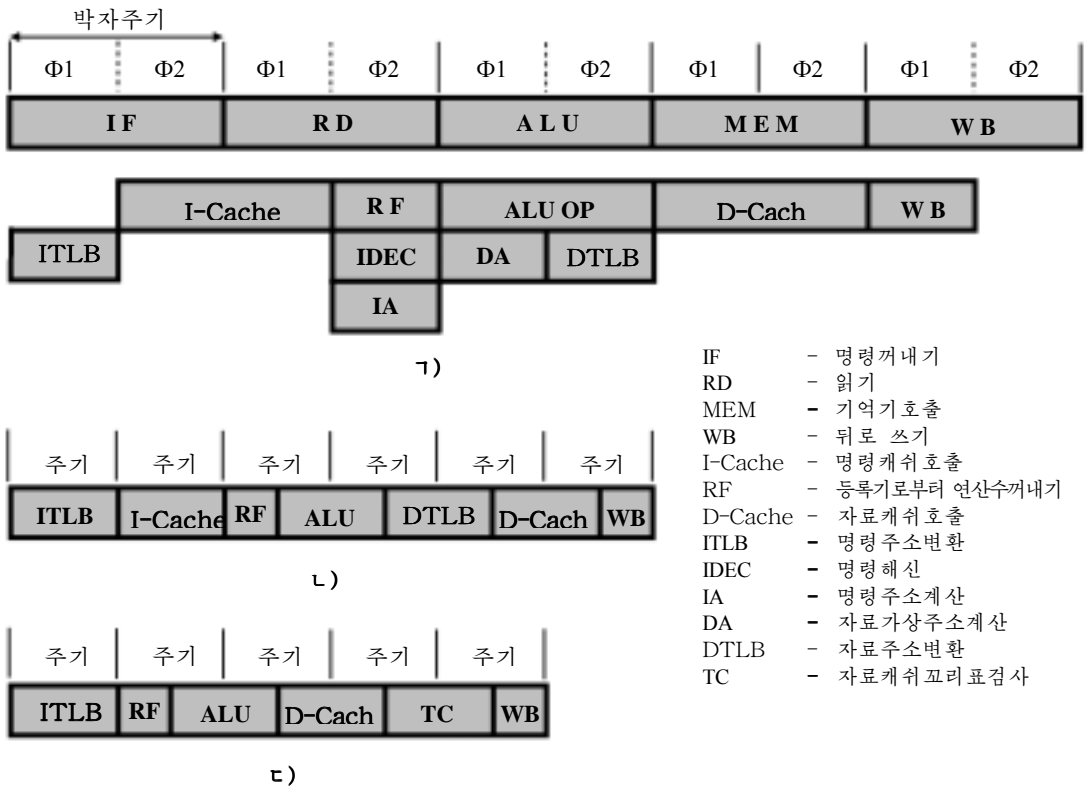 박자주기
Φ1 Φ2 Φ1 Φ2 Φ1 Φ2 Φ1 Φ2 Φ1 Φ2
I F R D A L U M E M W B
I-Cache R F ALU OP D-Cach W B
ITLB IDEC DA DTLB
IA
ㄱ)
주기 주기 주기 주기 주기 주기
ITLB I-Cache RF ALU DTLB D-Cach WB
ㄴ)
주기 주기 주기 주기 주기
ITLB RF ALU D-Cach TC WB
ㄷ)
IF - 명령꺼내기
RD - 읽기
MEM - 기억기호출
WB - 뒤로 쓰기
I-Cache - 명령캐쉬호출
RF - 등록기로부터 연산수꺼내기
D-Cache - 자료캐쉬호출
ITLB - 명령주소변환
IDEC - 명령해신
IA - 명령주소계산
DA - 자료가상주소계산
DTLB - 자료주소변환
TC - 자료캐쉬꼬리표검사